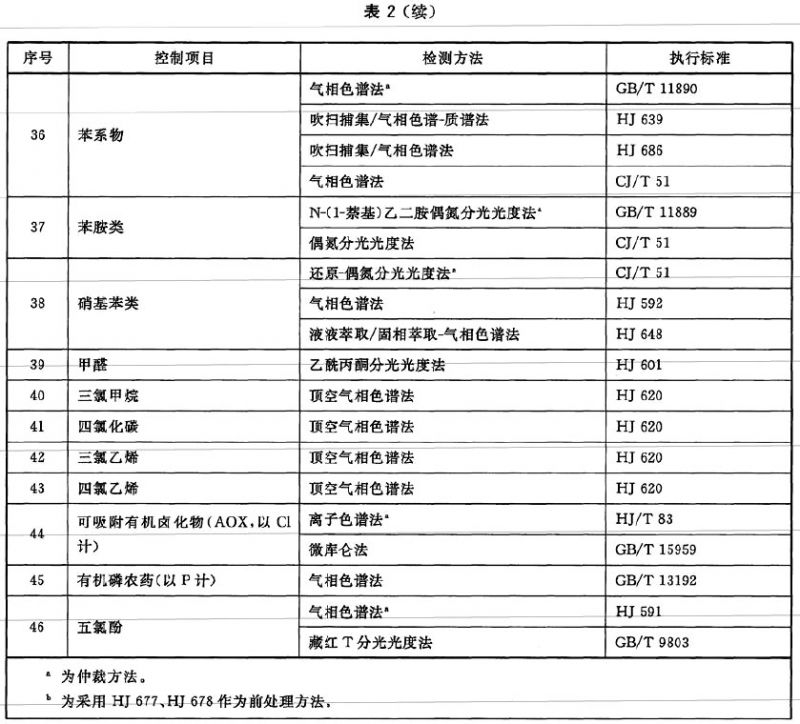 表 2（续）
序号 控制项目 检测方法 执行标准
36 苯系物 气相色谱法ᵃ GB/T 11890
吹扫捕集/气相色谱-质谱法 HJ 639
吹扫捕集/气相色谱法 HJ 686
气相色谱法 CJ/T 51
37 苯胺类 N-(1-萘基)乙二胺偶氮分光光度法ᵃ GB/T 11889
偶氮分光光度法 CJ/T 51
38 硝基苯类 还原-偶氮分光光度法ᵃ CJ/T 51
气相色谱法 HJ 592
液液萃取/固相萃取-气相色谱法 HJ 648
39 甲醛 乙酰丙酮分光光度法 HJ 601
40 三氯甲烷 顶空气相色谱法 HJ 620
41 四氯化碳 顶空气相色谱法 HJ 620
42 三氯乙烯 顶空气相色谱法 HJ 620
43 四氯乙烯 顶空气相色谱法 HJ 620
44 可吸附有机卤化物(AOX,以 Cl 离子色谱法ᵃ HJ/T 83
计) 微库仑法 GB/T 15959
45 有机磷农药(以 P 计) 气相色谱法 GB/T 13192
46 五氯酚 气相色谱法ᵃ HJ 591
藏红 T 分光光度法 GB/T 9803
ᵃ 为仲裁方法。
ᵇ 为采用 HJ 677、HJ 678 作为前处理方法。